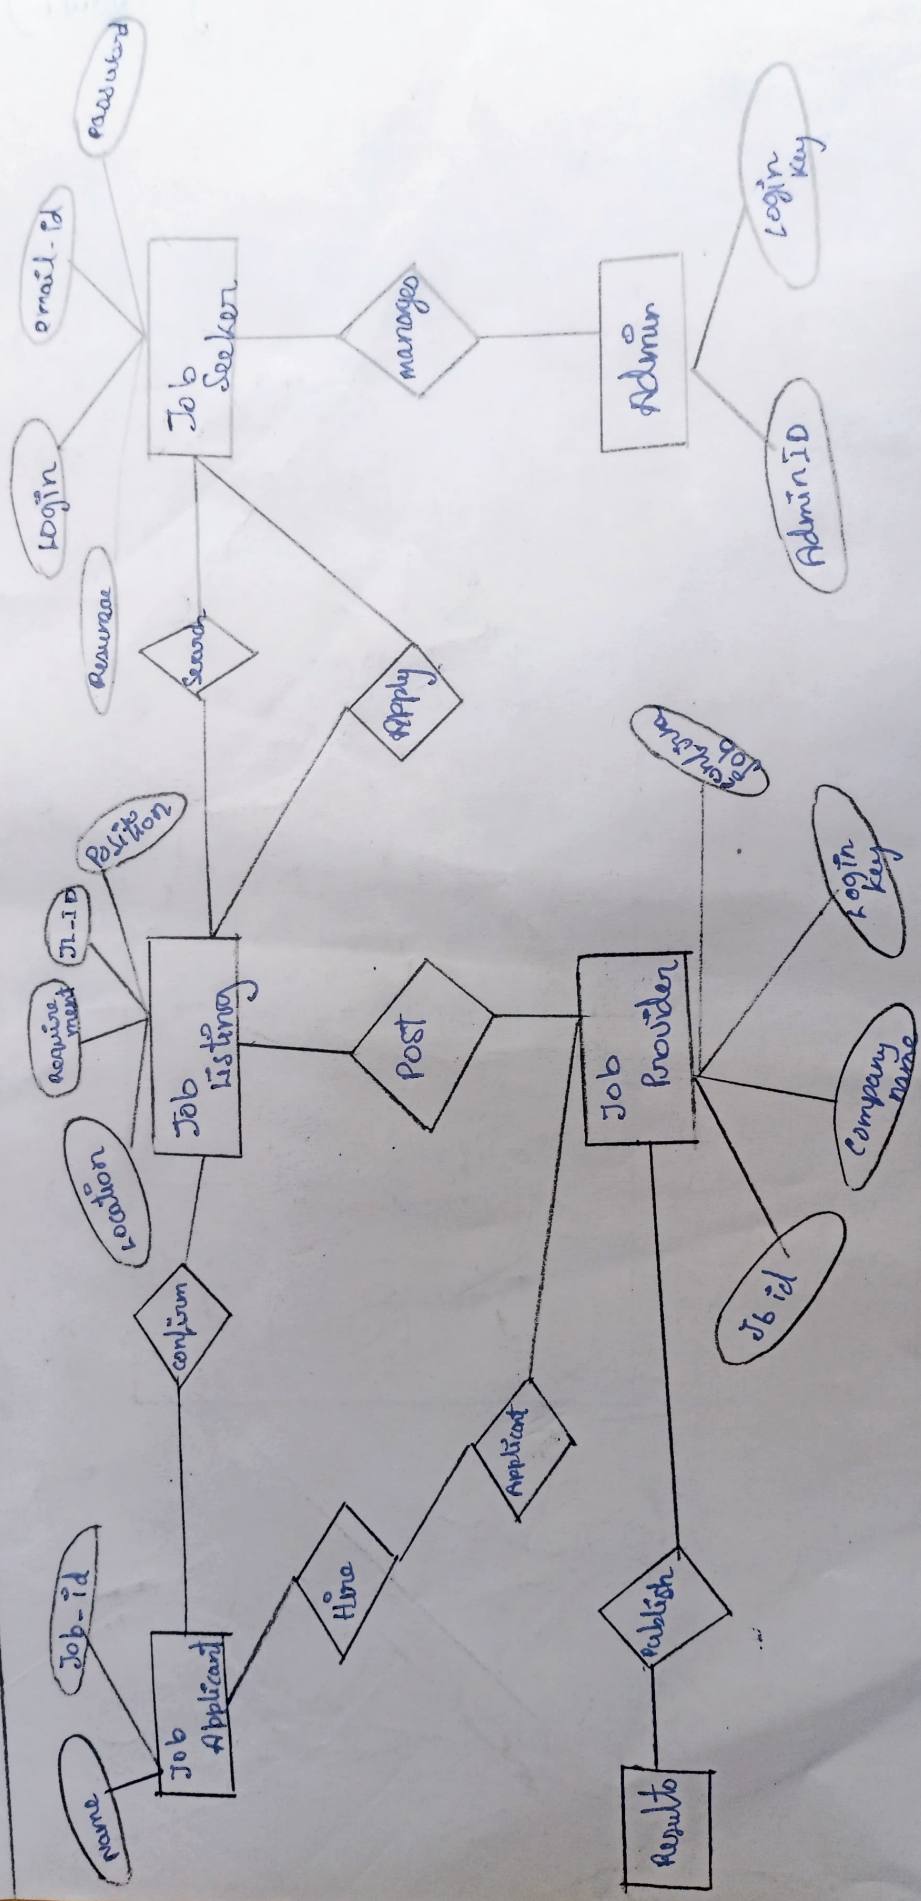 Name
Job-id
Job
Applicant
confirm
Location
Require
ment
JL-ID
Job
Listing
Search
Login
email-id
Password
Job
Seeker
Apply
manages
Hire
Applicant
POST
Job
Provider
Job
Admin
Login
key
AdminID
Login
key
Company
name
Jb id
Publish
Results